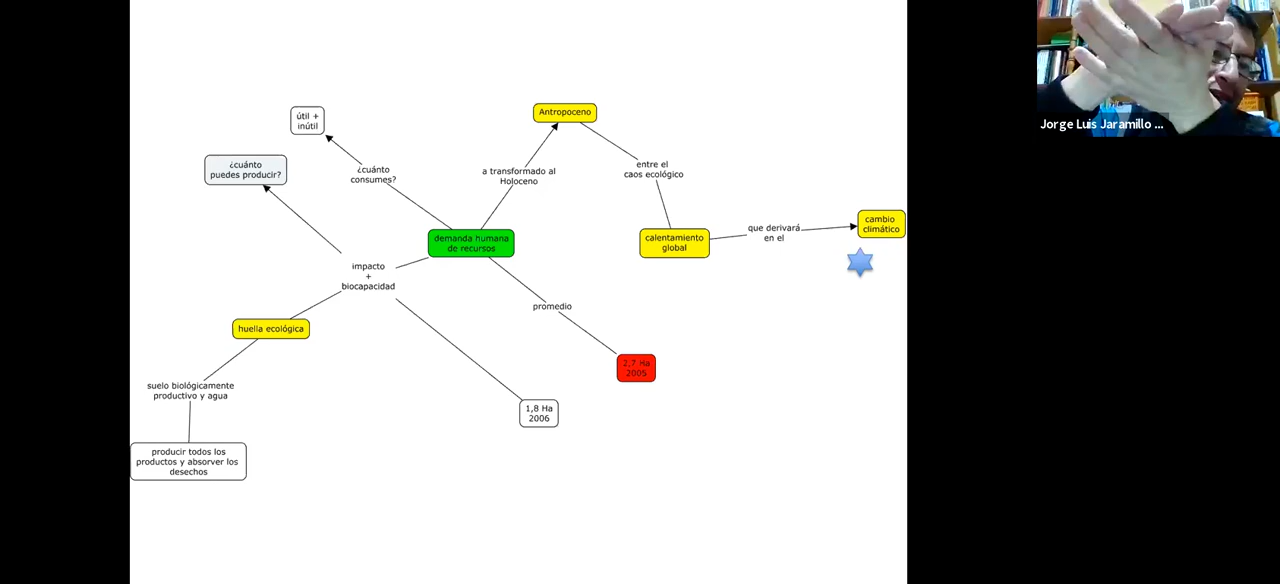 útil +
inútil
Antropoceno
¿cuánto
puedes producir?
¿cuánto
consumes?
a transformado al
Holoceno
entre el
caos ecológico
demanda humana
de recursos
calentamiento
global
que derivará
en el
cambio
climático
impacto
+
biocapacidad
promedio
huella ecológica
2,7 Ha
2005
suelo biológicamente
productivo y agua
1,8 Ha
2006
producir todos los
productos y absorver los
desechos
Jorge Luis Jaramillo ...